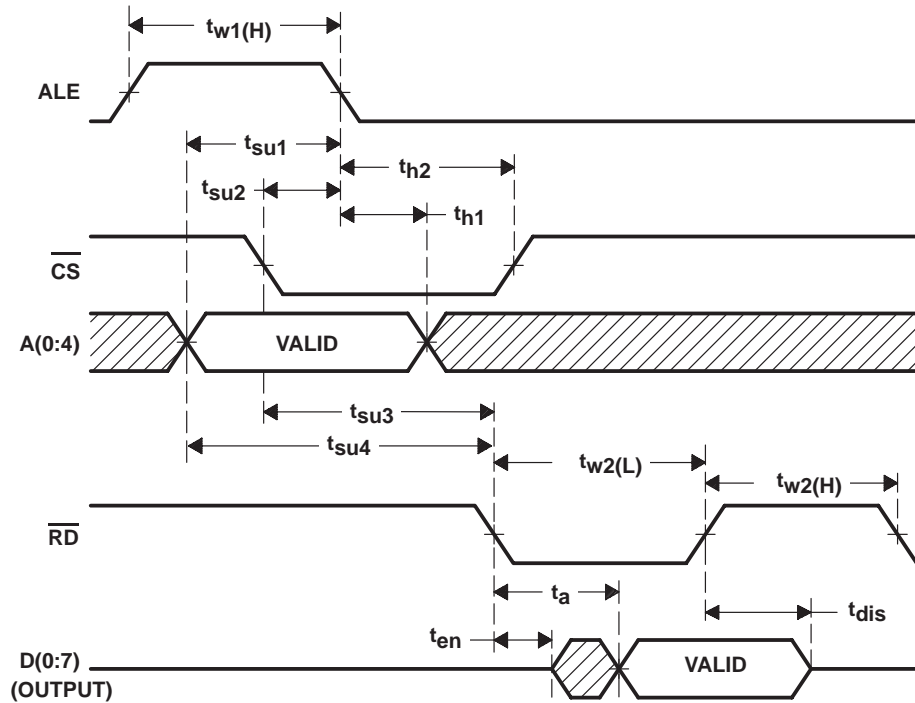 tw1(H)
ALE
tsu1
th2
tsu2
th1
CS
A(0:4)
VALID
tsu3
tsu4
tw2(L)
tw2(H)
RD
ta
tdis
ten
D(0:7)
(OUTPUT)
VALID